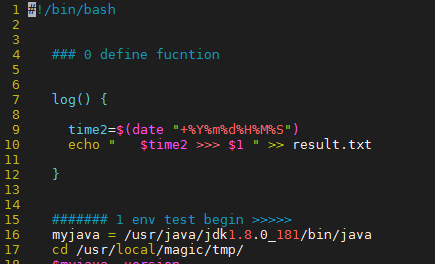 1 #!/bin/bash
2
3
4 ### 0 define fucntion
5
6
7 log() {
8
9 time2=$(date "+%Y%m%d%H%M%S")
10 echo "   $time2 >>> $1 " >> result.txt
11
12 }
13
14
15 ####### 1 env test begin >>>>>
16 myjava = /usr/java/jdk1.8.0_181/bin/java
17 cd /usr/local/magic/tmp/
18 $myjava -version